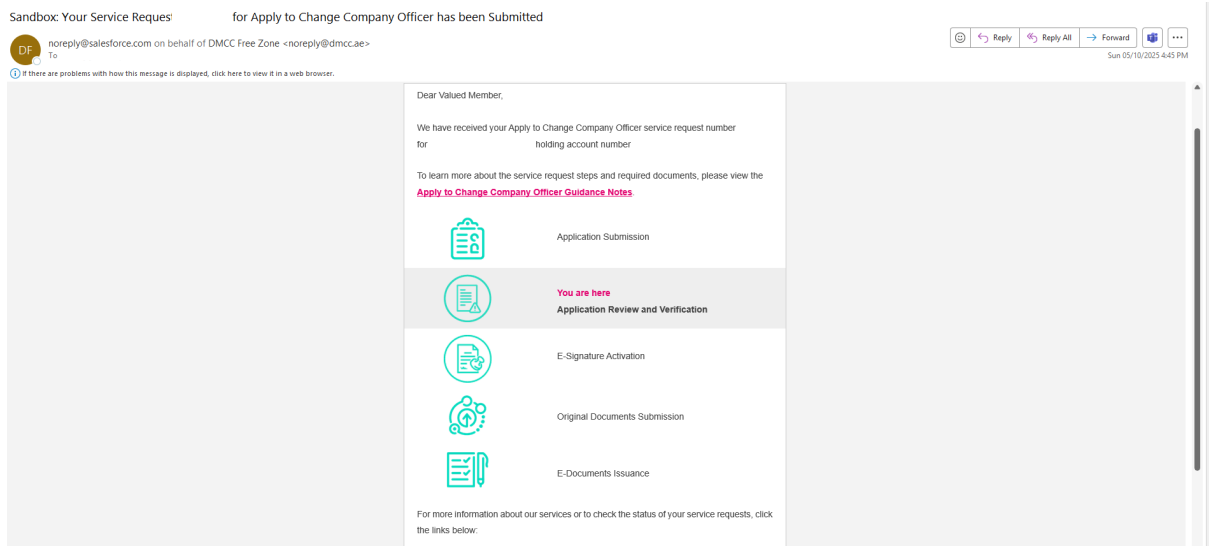 Sandbox: Your Service Request for Apply to Change Company Officer has been Submitted
DF
noreply@salesforce.com on behalf of DMCC Free Zone <noreply@dmcc.ae>
To
Reply
Reply All
Forward
Sun 05/10/2025 4:45 PM
If there are problems with how this message is displayed, click here to view it in a web browser.
Dear Valued Member,
We have received your Apply to Change Company Officer service request number
for holding account number
To learn more about the service request steps and required documents, please view the
Apply to Change Company Officer Guidance Notes.
Application Submission
You are here
Application Review and Verification
E-Signature Activation
Original Documents Submission
E-Documents Issuance
For more information about our services or to check the status of your service requests, click
the links below: